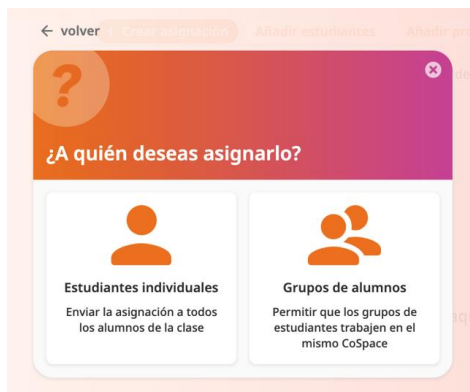 volver Crear asignación Añadir estudiantes Añadir pro
?
¿A quién deseas asignarlo?
Estudiantes individuales
Enviar la asignación a todos
los alumnos de la clase
Grupos de alumnos
Permitir que los grupos de
estudiantes trabajen en el
mismo CoSpace